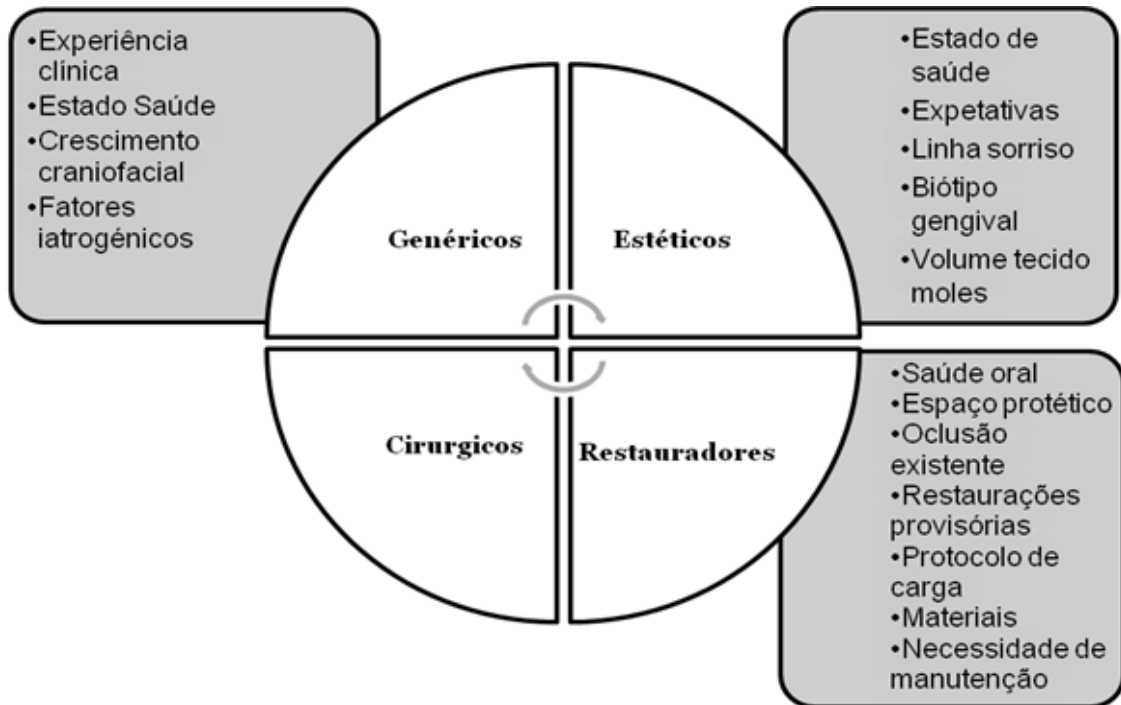 •Experiência
clínica
•Estado Saúde
•Crescimento
craniofacial
•Fatores
iatrogénicos
Genéricos
Estéticos
•Estado de
saúde
•Expetativas
•Linha sorriso
•Biótipo
gengival
•Volume tecido
moles
Cirurgicos
Restauradores
•Saúde oral
•Espaço protético
•Oclusão
existente
•Restaurações
provisórias
•Protocolo de
carga
•Materiais
•Necessidade de
manutenção